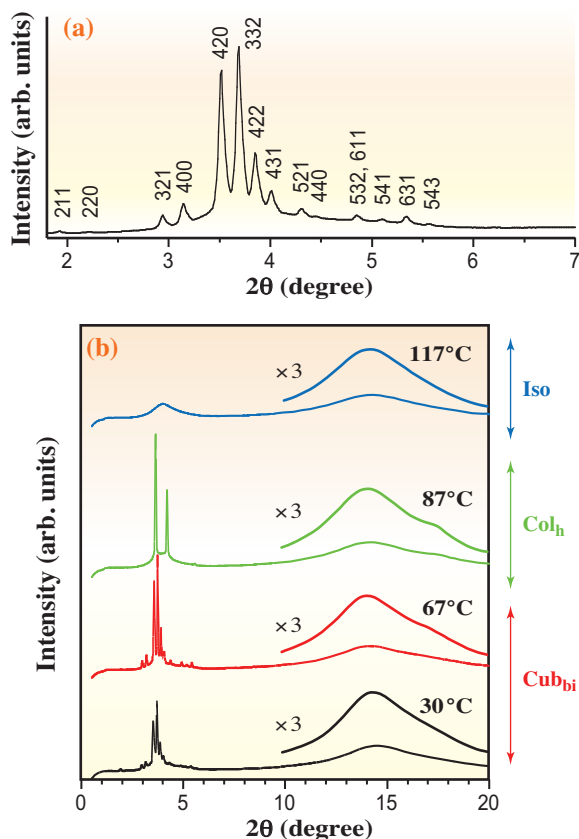 (a)
Intensity (arb. units)
211
220
321
400
420
332
422
431
521
440
532, 611
541
631
543
2 3 4 5 6 7
2θ (degree)
(b)
Intensity (arb. units)
×3
117°C
Iso
×3
87°C
Colh
×3
67°C
×3
30°C
Cubbi
0 5 10 15 20
2θ (degree)